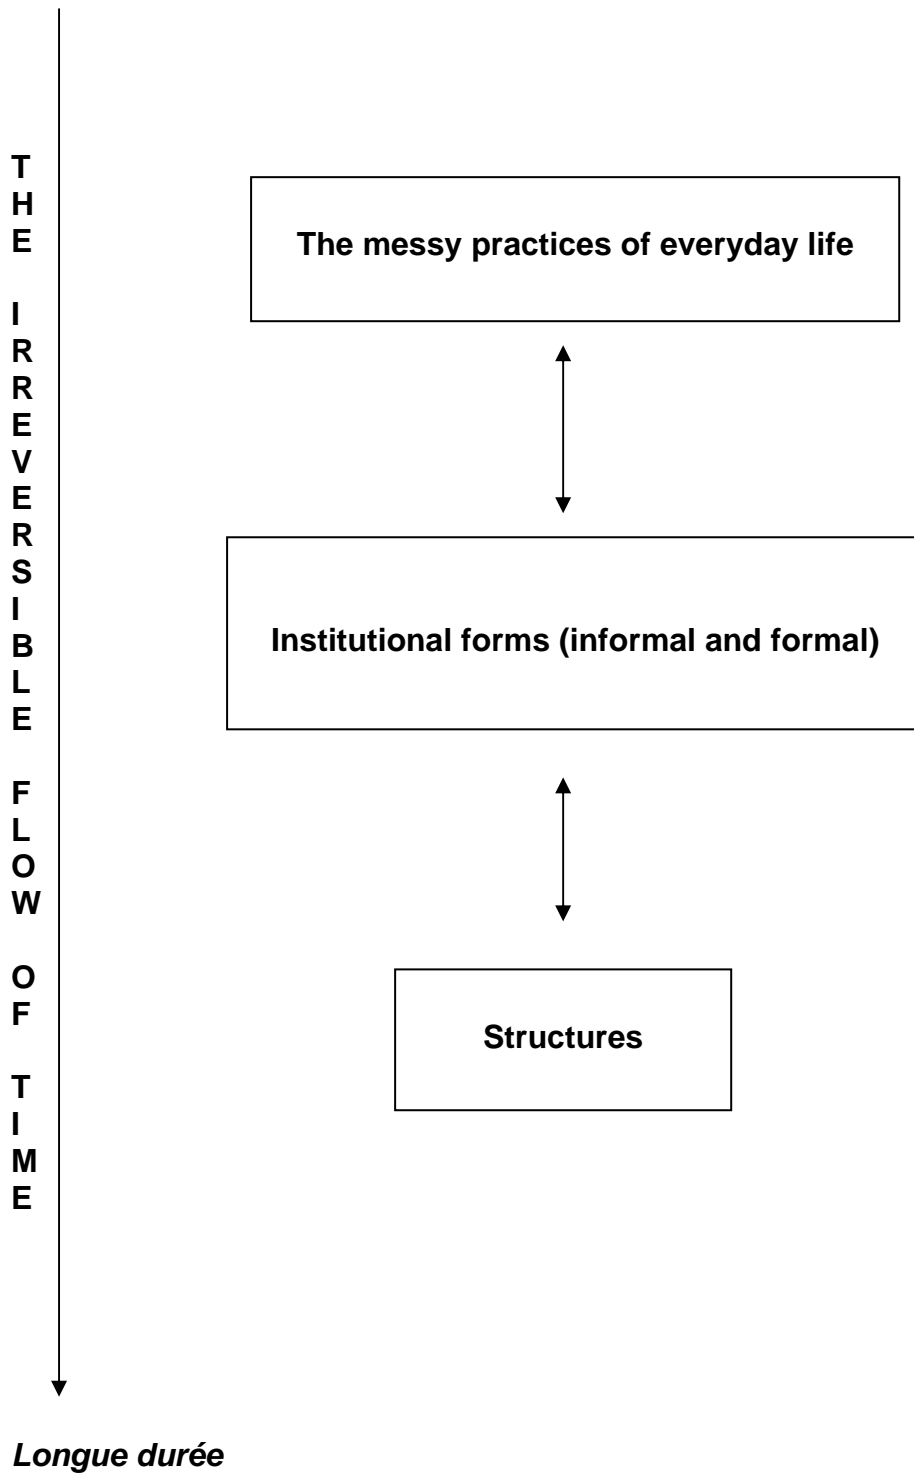 THE IRREVERSIBLE FLOW OF TIME
The messy practices of everyday life
Institutional forms (informal and formal)
Structures
Longue durée